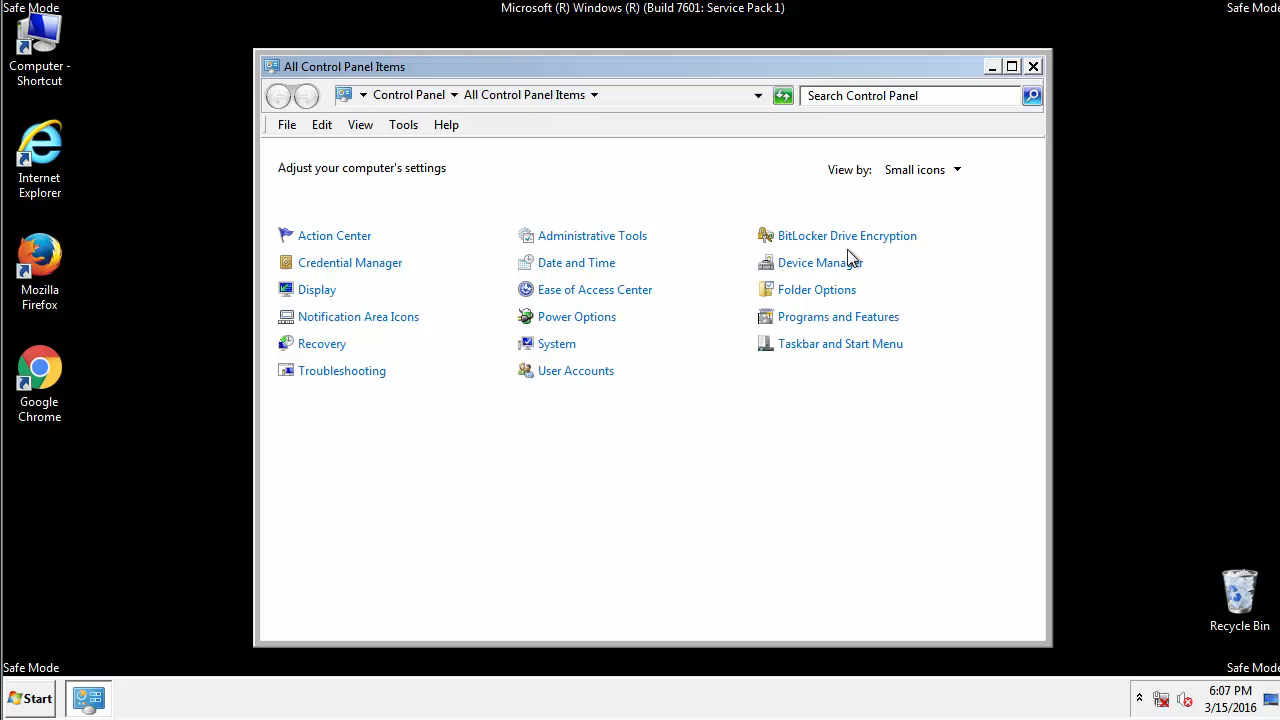 Safe Mode
Microsoft (R) Windows (R) (Build 7601: Service Pack 1)
Safe Mode
Computer -
Shortcut
Internet
Explorer
Mozilla
Firefox
Google
Chrome
All Control Panel Items
Control Panel
All Control Panel Items
Search Control Panel
File Edit View Tools Help
Adjust your computer's settings
View by: Small icons
Action Center
Administrative Tools
BitLocker Drive Encryption
Credential Manager
Date and Time
Device Manager
Display
Ease of Access Center
Folder Options
Notification Area Icons
Power Options
Programs and Features
Recovery
System
Taskbar and Start Menu
Troubleshooting
User Accounts
Recycle Bin
Safe Mode
Safe Mode
Start
6:07 PM
3/15/2016